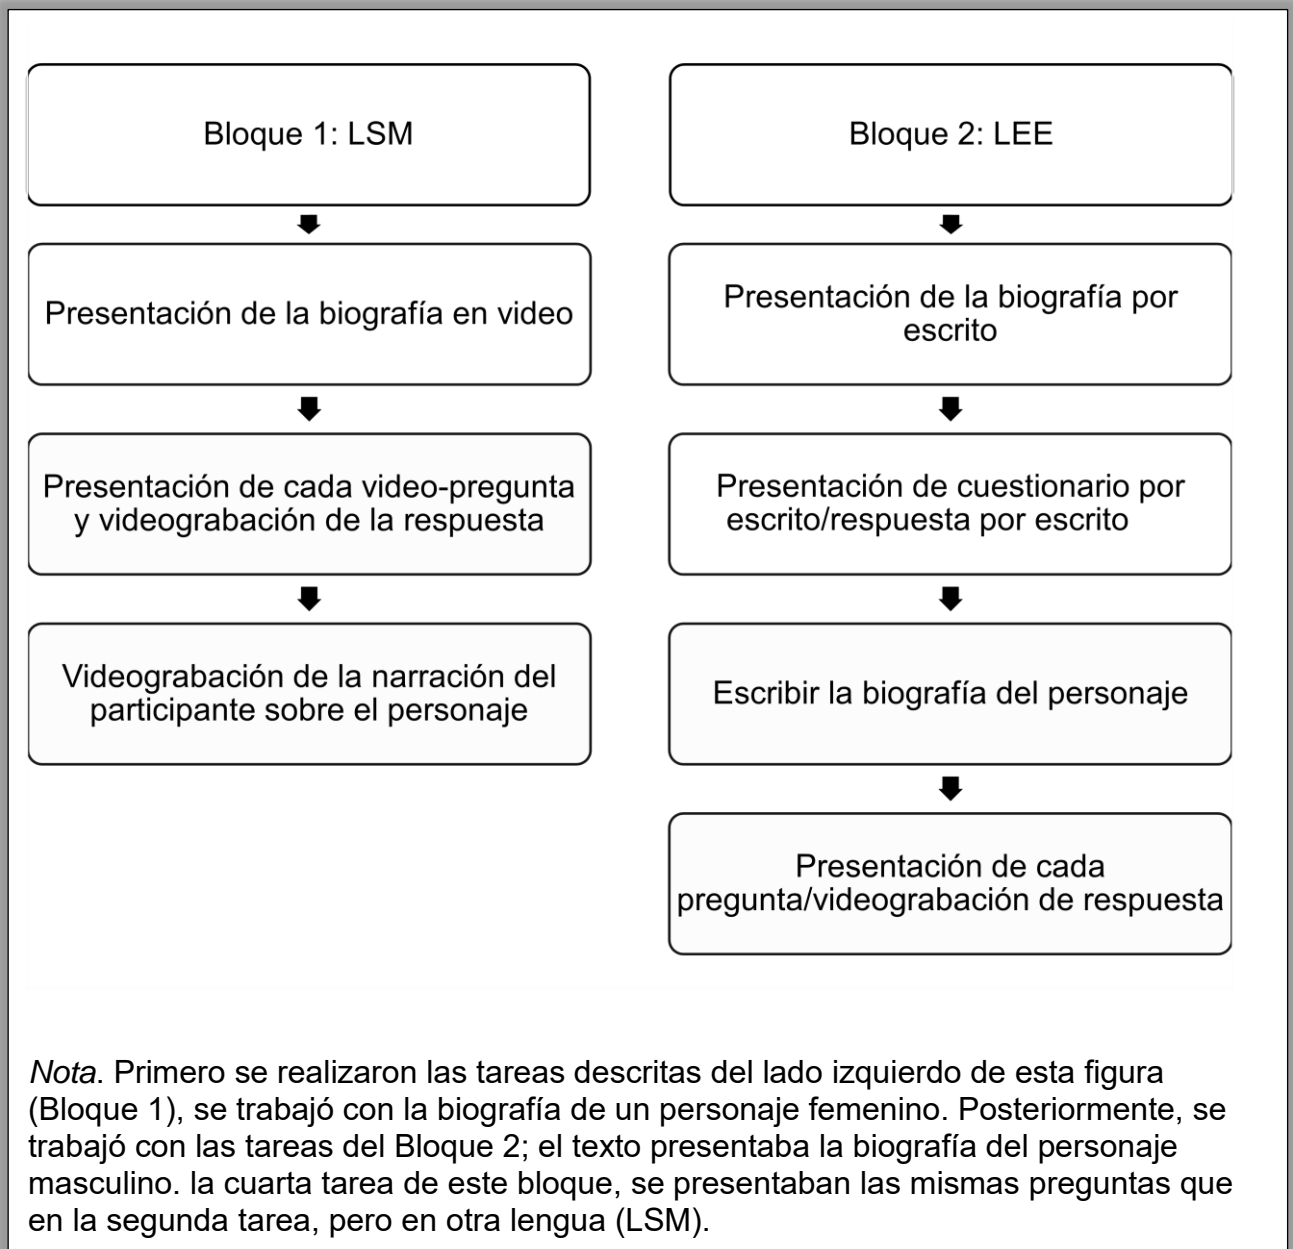 Bloque 1: LSM
Presentación de la biografía en video
Presentación de cada video-pregunta
y videograbación de la respuesta
Videograbación de la narración del
participante sobre el personaje
Bloque 2: LEE
Presentación de la biografía por
escrito
Presentación de cuestionario por
escrito/respuesta por escrito
Escribir la biografía del personaje
Presentación de cada
pregunta/videograbación de respuesta
Nota. Primero se realizaron las tareas descritas del lado izquierdo de esta figura
(Bloque 1), se trabajó con la biografía de un personaje femenino. Posteriormente, se
trabajó con las tareas del Bloque 2; el texto presentaba la biografía del personaje
masculino. la cuarta tarea de este bloque, se presentaban las mismas preguntas que
en la segunda tarea, pero en otra lengua (LSM).